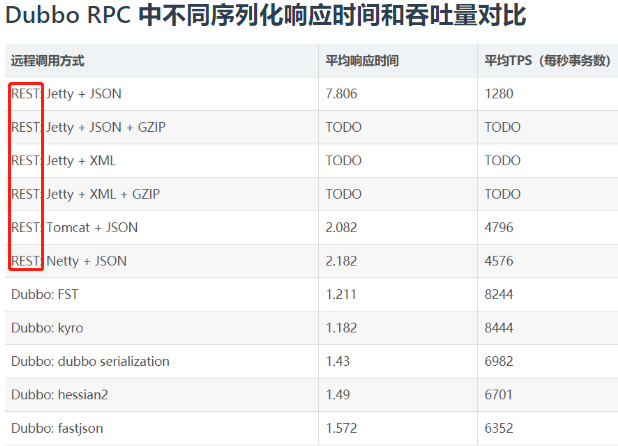 Dubbo RPC 中不同序列化响应时间和吞吐量对比
远程调用方式 平均响应时间 平均TPS（每秒事务数）
REST: Jetty + JSON 7.806 1280
REST: Jetty + JSON + GZIP TODO TODO
REST: Jetty + XML TODO TODO
REST: Jetty + XML + GZIP TODO TODO
REST: Tomcat + JSON 2.082 4796
REST: Netty + JSON 2.182 4576
Dubbo: FST 1.211 8244
Dubbo: kyro 1.182 8444
Dubbo: dubbo serialization 1.43 6982
Dubbo: hessian2 1.49 6701
Dubbo: fastjson 1.572 6352